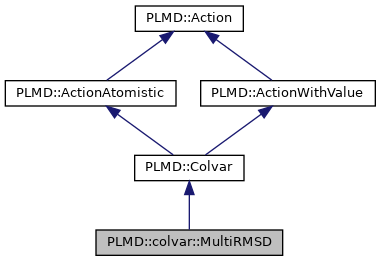 PLMD::Action
PLMD::ActionAtomistic
PLMD::ActionWithValue
PLMD::Colvar
PLMD::colvar::MultiRMSD